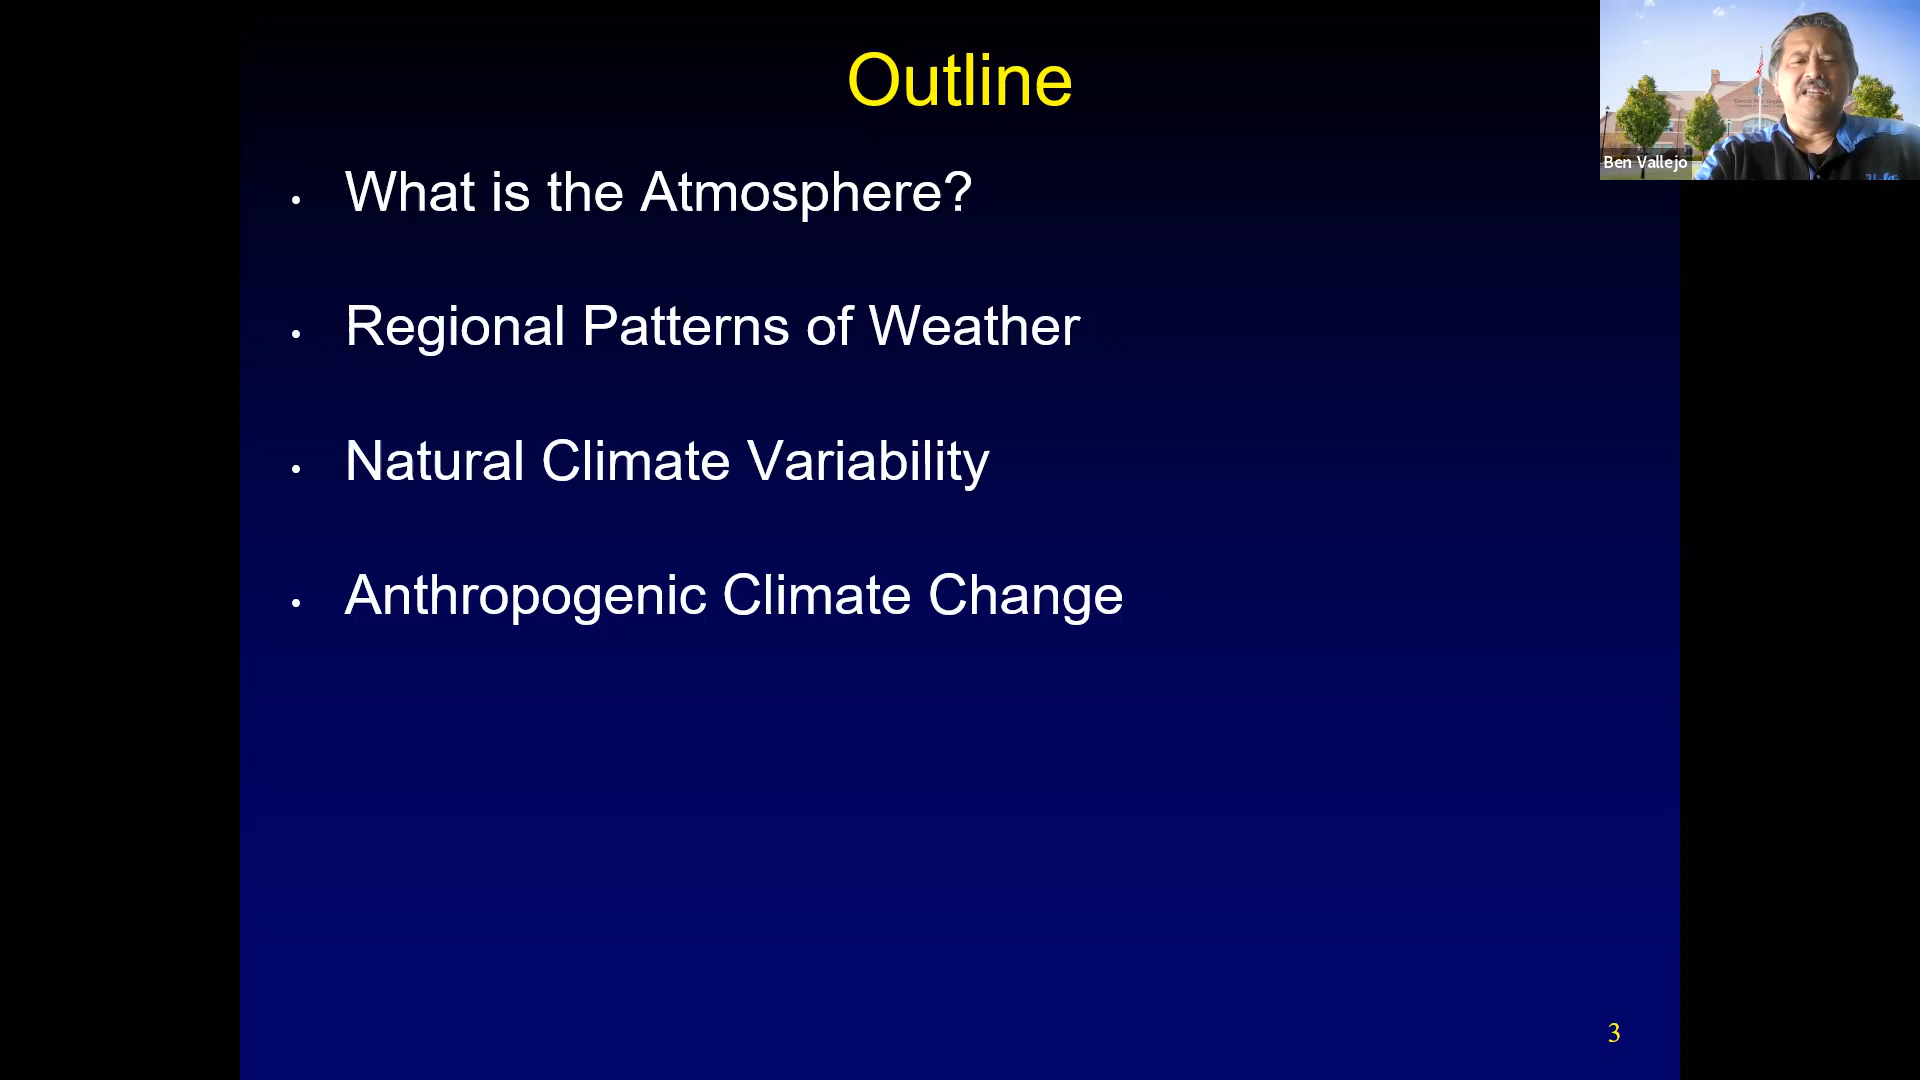 Outline
• What is the Atmosphere?
• Regional Patterns of Weather
• Natural Climate Variability
• Anthropogenic Climate Change
Ben Vallejo
3